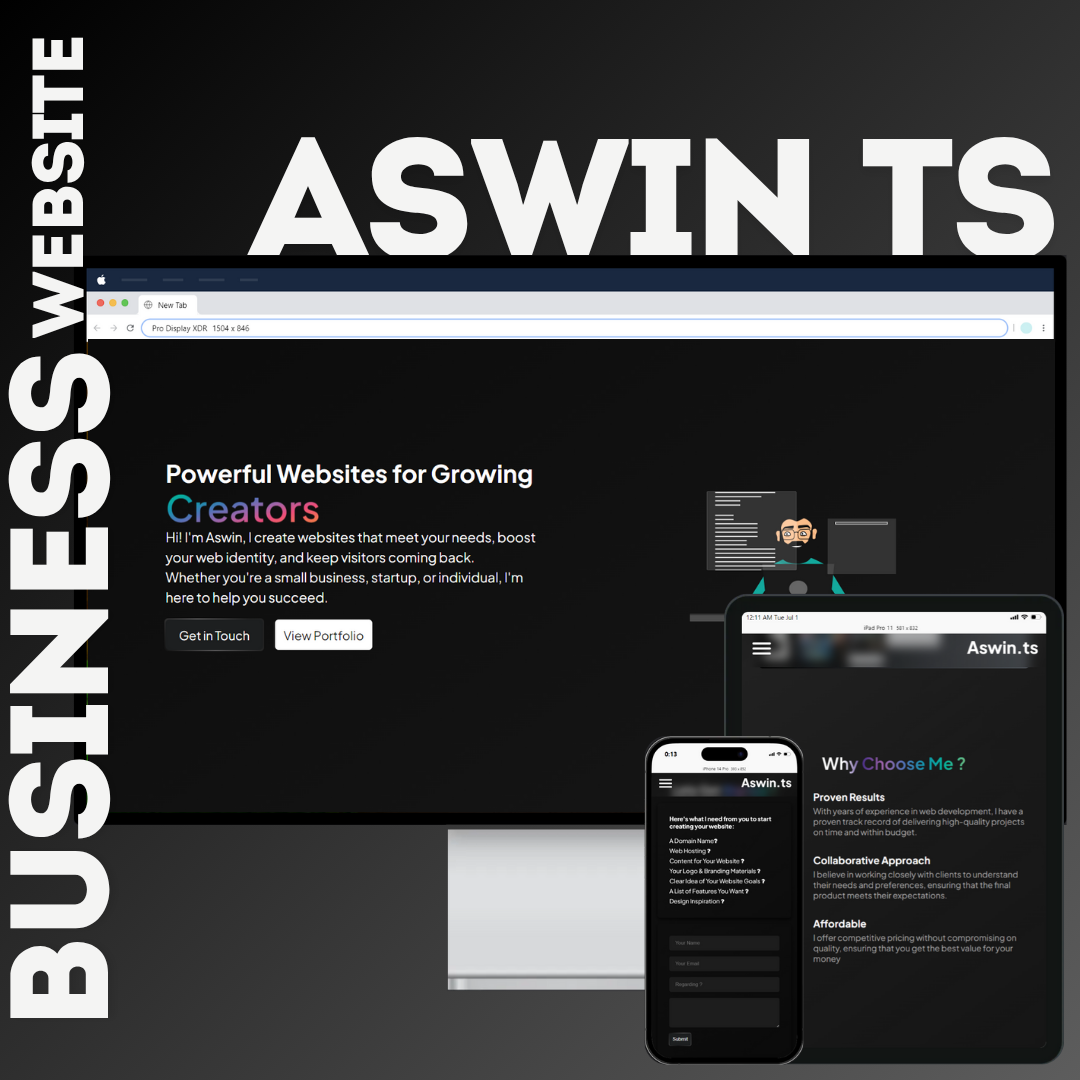 BUSINESS WEBSITE
ASWIN TS
New Tab
Pro Display XDR 1504 x 846
Powerful Websites for Growing
Creators
Hi! I'm Aswin, I create websites that meet your needs, boost
your web identity, and keep visitors coming back.
Whether you're a small business, startup, or individual, I'm
here to help you succeed.
Get in Touch
View Portfolio
12:11 AM Tue Jul 1
iPad Pro 11 581 x 832
Aswin.ts
Why Choose Me ?
Proven Results
With years of experience in web development, I have a
proven track record of delivering high-quality projects
on time and within budget.
Collaborative Approach
I believe in working closely with clients to understand
their needs and preferences, ensuring that the final
product meets their expectations.
Affordable
I offer competitive pricing without compromising on
quality, ensuring that you get the best value for your
money
0:13
iPhone 14 Pro
Aswin.ts
Here's what I need from you to start
creating your website:
A Domain Name?
Web Hosting ?
Content for Your Website ?
Your Logo & Branding Materials ?
Clear Idea of Your Website Goals ?
A List of Features You Want ?
Design Inspiration ?
Your Name
Your Email
Regarding ?
Submit